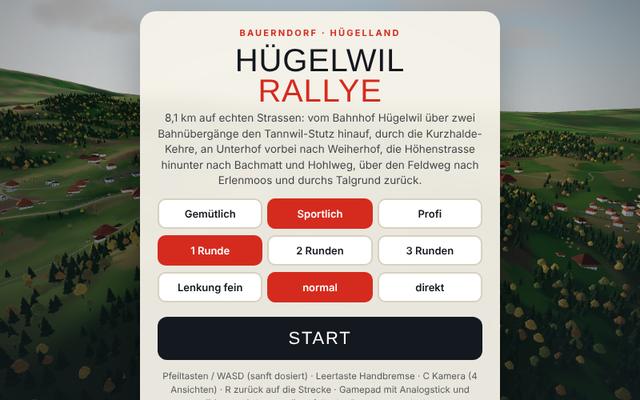 BAUERNDORF · HÜGELLAND
HÜGELWIL
RALLYE
8,1 km auf echten Strassen: vom Bahnhof Hügelwil über zwei
Bahnübergänge den Tannwil-Stutz hinauf, durch die Kurzhalde-
Kehre, an Unterhof vorbei nach Weiherhof, die Höhenstrasse
hinunter nach Bachmatt und Hohlweg, über den Feldweg nach
Erlenmoos und durchs Talgrund zurück.
Gemütlich Sportlich Profi
1 Runde 2 Runden 3 Runden
Lenkung fein normal direkt
START
Pfeiltasten / WASD (sanft dosiert) · Leertaste Handbremse · C Kamera (4
Ansichten) · R zurück auf die Strecke · Gamepad mit Analogstick und